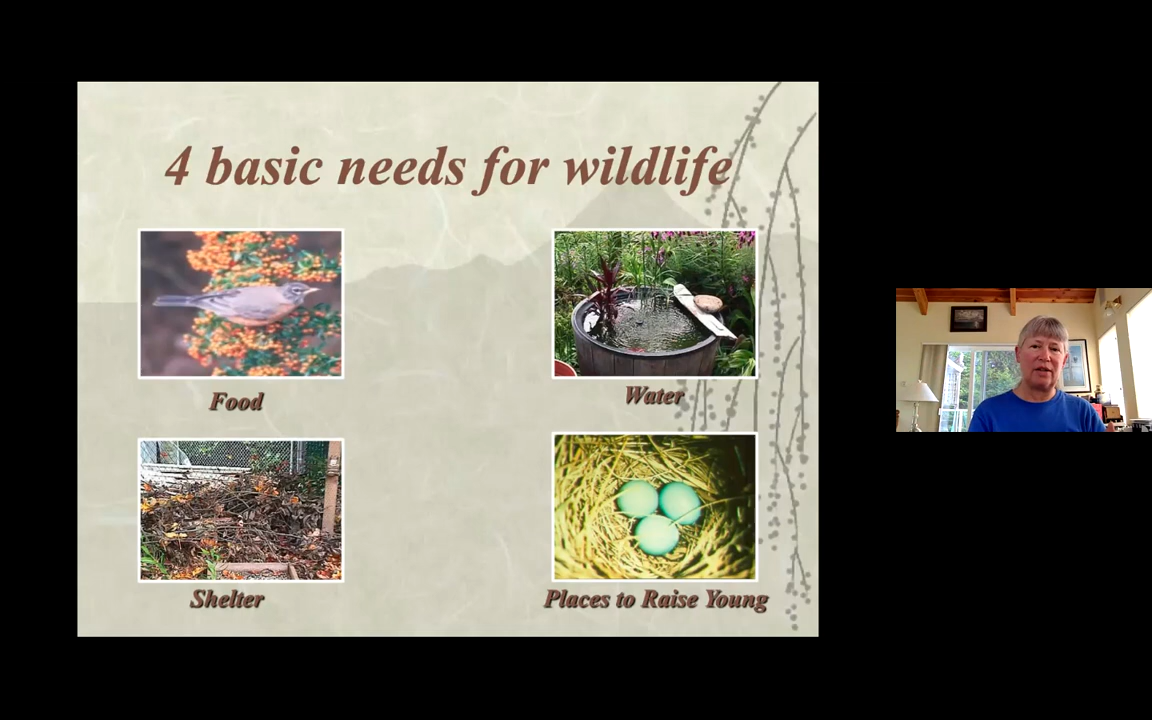 4 basic needs for wildlife
Food
Water
Shelter
Places to Raise Young